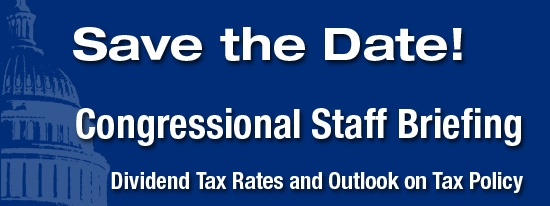 Save the Date!
Congressional Staff Briefing
Dividend Tax Rates and Outlook on Tax Policy